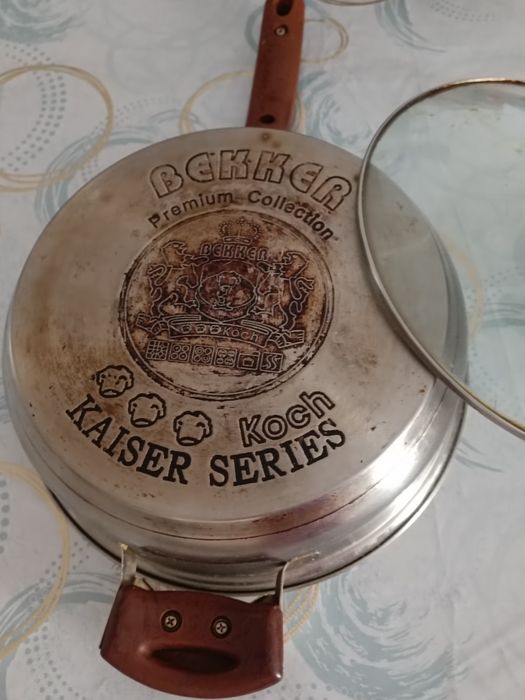 BEKKER
Premium Collection
BEKKER
Koch
Koch
KAISER SERIES